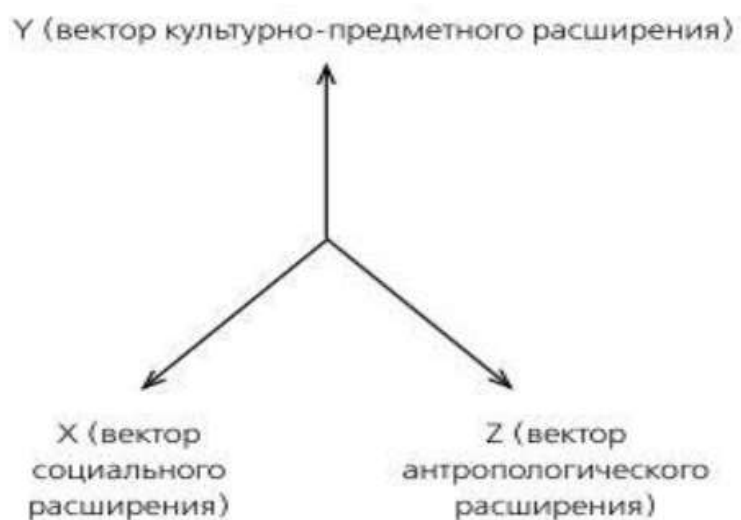 Y (вектор культурно-предметного расширения)
X (вектор
социального
расширения)
Z (вектор
антропологического
расширения)